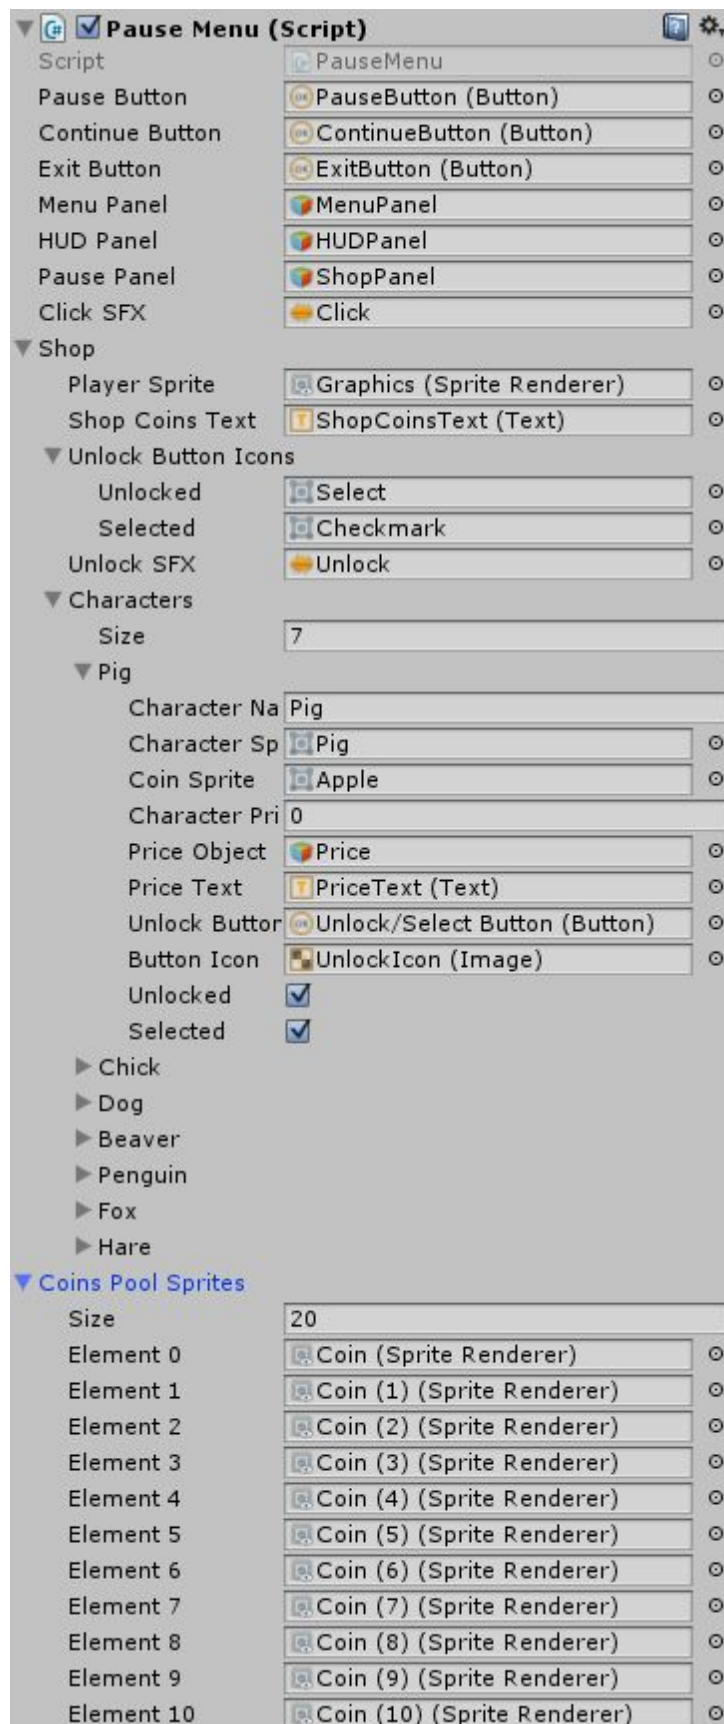 Pause Menu (Script)
Script PauseMenu
Pause Button PauseButton (Button)
Continue Button ContinueButton (Button)
Exit Button ExitButton (Button)
Menu Panel MenuPanel
HUD Panel HUDPanel
Pause Panel ShopPanel
Click SFX Click
Shop
Player Sprite Graphics (Sprite Renderer)
Shop Coins Text ShopCoinsText (Text)
Unlock Button Icons
Unlocked Select
Selected Checkmark
Unlock SFX Unlock
Characters
Size 7
Pig
Character Na Pig
Character Sp Pig
Coin Sprite Apple
Character Pri 0
Price Object Price
Price Text PriceText (Text)
Unlock Buttor Unlock/Select Button (Button)
Button Icon UnlockIcon (Image)
Unlocked
Selected
Chick
Dog
Beaver
Penguin
Fox
Hare
Coins Pool Sprites
Size 20
Element 0 Coin (Sprite Renderer)
Element 1 Coin (1) (Sprite Renderer)
Element 2 Coin (2) (Sprite Renderer)
Element 3 Coin (3) (Sprite Renderer)
Element 4 Coin (4) (Sprite Renderer)
Element 5 Coin (5) (Sprite Renderer)
Element 6 Coin (6) (Sprite Renderer)
Element 7 Coin (7) (Sprite Renderer)
Element 8 Coin (8) (Sprite Renderer)
Element 9 Coin (9) (Sprite Renderer)
Element 10 Coin (10) (Sprite Renderer)